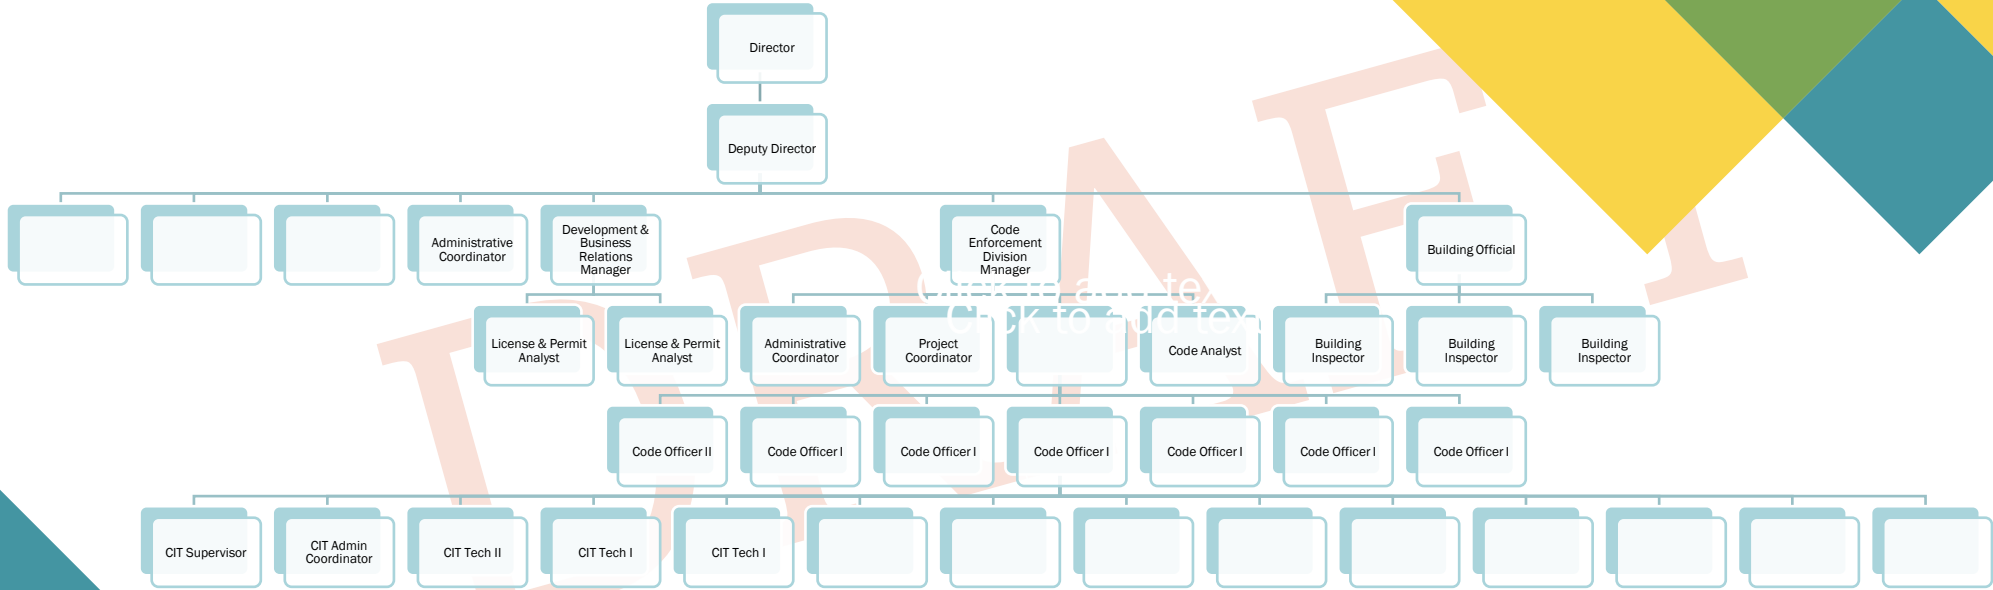 Director
Deputy Director
Administrative
Coordinator
Development &
Business
Relations
Manager
Code
Enforcement
Division
Manager
Building Official
Click to add text
Click to add text
License & Permit
Analyst
License & Permit
Analyst
Administrative
Coordinator
Project
Coordinator
Code Analyst
Building
Inspector
Building
Inspector
Building
Inspector
Code Officer II
Code Officer I
Code Officer I
Code Officer I
Code Officer I
Code Officer I
Code Officer I
CIT Supervisor
CIT Admin
Coordinator
CIT Tech II
CIT Tech I
CIT Tech I
DRAFT